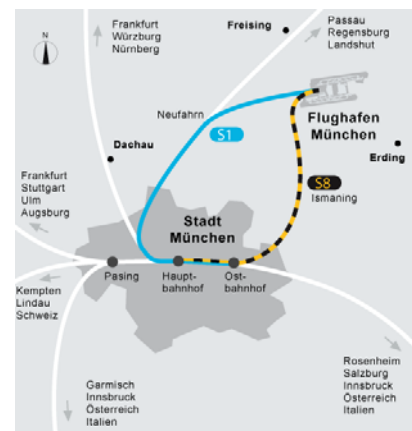 Frankfurt
Würzburg
Nürnberg
Freising
Passau
Regensburg
Landshut
N
Neufahrn
Flughafen
München
S1
Dachau
Erding
Frankfurt
Stuttgart
Ulm
Augsburg
S8
Ismaning
Stadt
München
Pasing
Haupt-
bahnhof
Ost-
bahnhof
Kempten
Lindau
Schweiz
Rosenheim
Salzburg
Innsbruck
Österreich
Italien
Garmisch
Innsbruck
Österreich
Italien